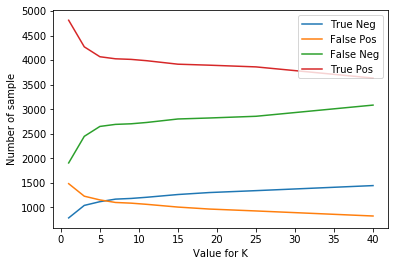 5000
4500
4000
3500
3000
2500
2000
1500
1000
Number of sample
True Neg
False Pos
False Neg
True Pos
0 5 10 15 20 25 30 35 40
Value for K